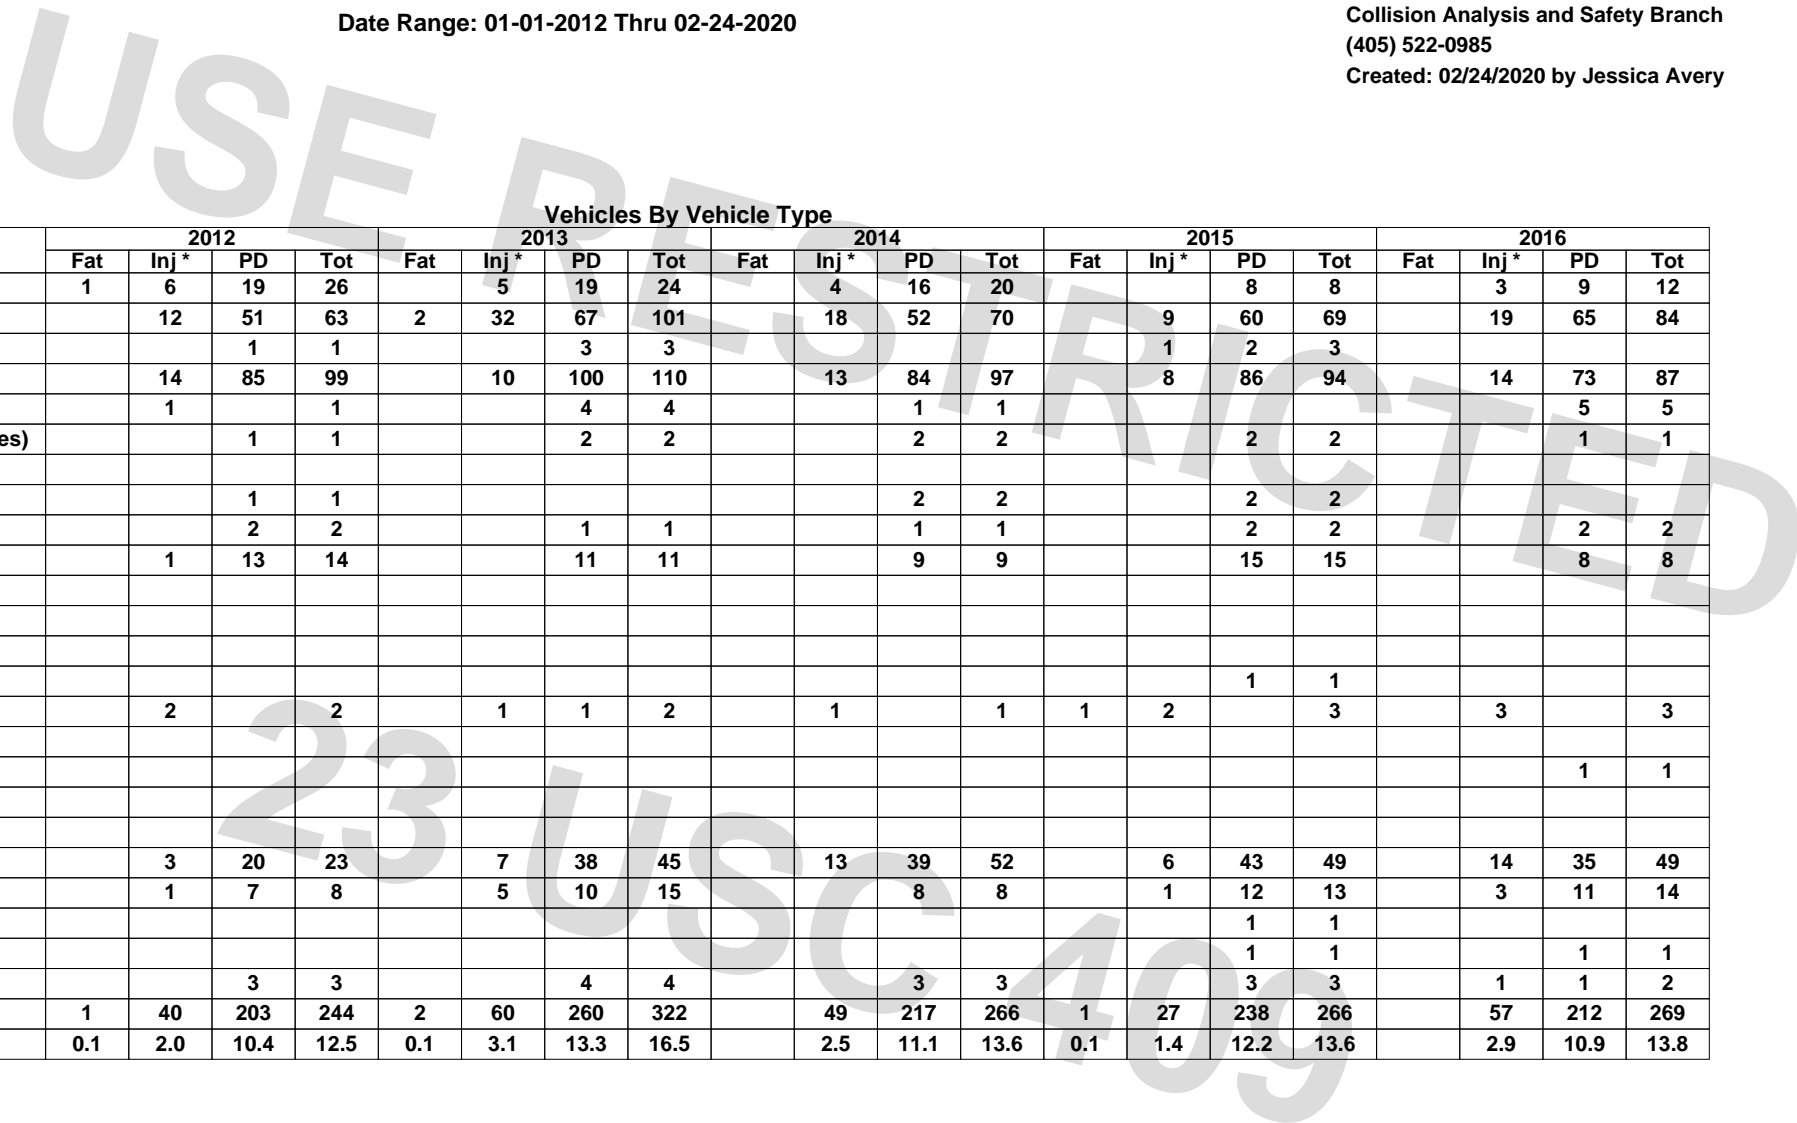 Date Range: 01-01-2012 Thru 02-24-2020
Collision Analysis and Safety Branch
(405) 522-0985
Created: 02/24/2020 by Jessica Avery
USE RESTRICTED
Vehicles By Vehicle Type
2012 2013 2014 2015 2016
Fat Inj * PD Tot Fat Inj * PD Tot Fat Inj * PD Tot Fat Inj * PD Tot Fat Inj * PD Tot
1 6 19 26 5 19 24 4 16 20 8 8 3 9 12
12 51 63 2 32 67 101 18 52 70 9 60 69 19 65 84
1 1 3 3 1 2 3
14 85 99 10 100 110 13 84 97 8 86 94 14 73 87
1 1 4 4 1 1 5 5
es) 1 1 2 2 2 2 2 2 1 1
1 1 2 2 2 2
2 2 1 1 1 1 2 2 2 2
1 13 14 11 11 9 9 15 15 8 8
1 1
2 2 1 1 2 1 1 1 2 3 3 3
1 1
3 20 23 7 38 45 13 39 52 6 43 49 14 35 49
1 7 8 5 10 15 8 8 1 12 13 3 11 14
1 1
1 1 1 1
3 3 4 4 3 3 3 3 1 1 2
1 40 203 244 2 60 260 322 49 217 266 1 27 238 266 57 212 269
0.1 2.0 10.4 12.5 0.1 3.1 13.3 16.5 2.5 11.1 13.6 0.1 1.4 12.2 13.6 2.9 10.9 13.8
23 USC 409